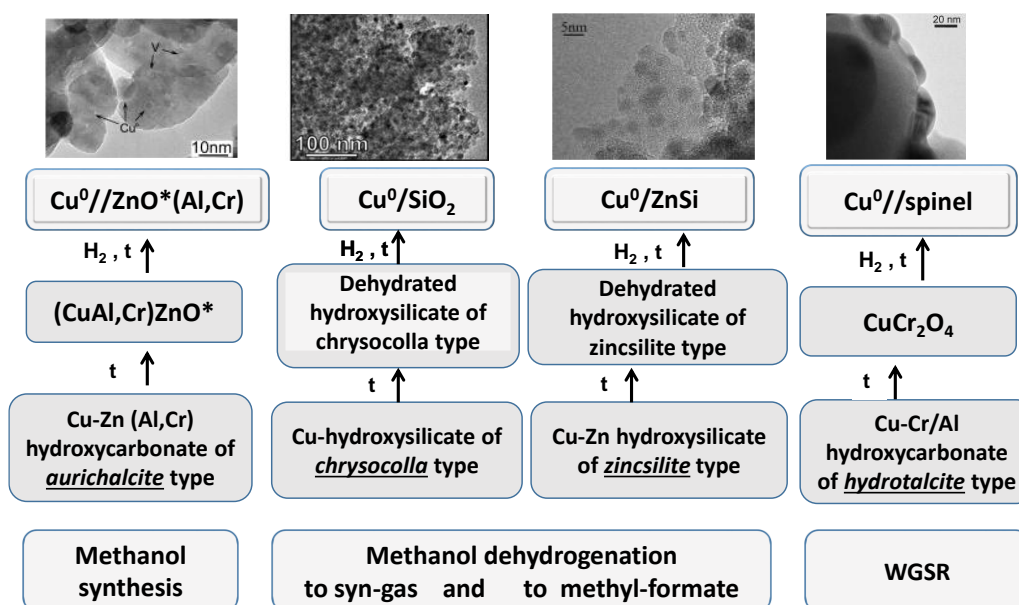 V
Cu
10nm
100 nm
5nm
20 nm
Cu⁰//ZnO*(Al,Cr)
Cu⁰/SiO₂
Cu⁰/ZnSi
Cu⁰//spinel
H₂ , t
H₂ , t
H₂, t
H₂, t
(CuAl,Cr)ZnO*
Dehydrated
hydroxysilicate of
chrysocolla type
Dehydrated
hydroxysilicate of
zincsilite type
CuCr₂O₄
t
t
t
t
Cu-Zn (Al,Cr)
hydroxycarbonate of
aurichalcite type
Cu-hydroxysilicate of
chrysocolla type
Cu-Zn hydroxysilicate
of zincsilite type
Cu-Cr/Al
hydroxycarbonate
of hydrotalcite type
Methanol
synthesis
Methanol dehydrogenation
to syn-gas and to methyl-formate
WGSR